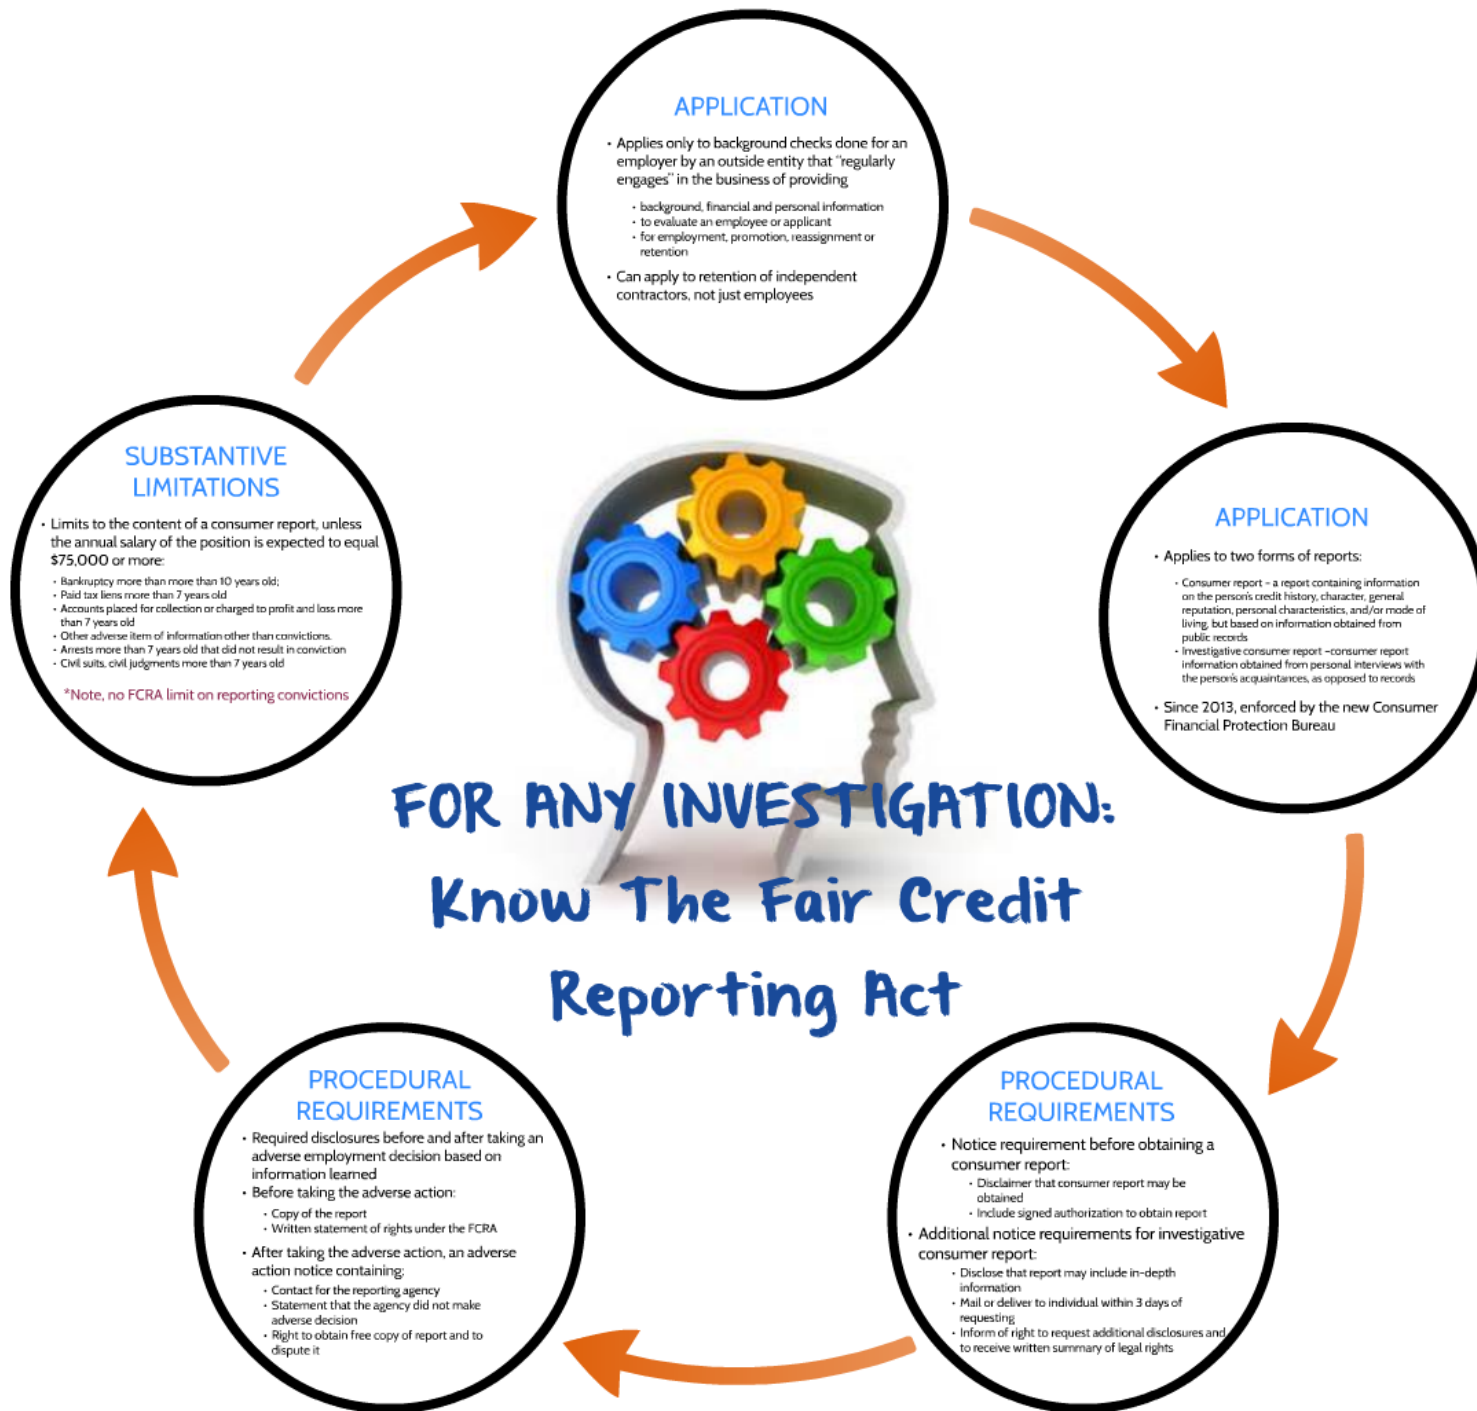 APPLICATION
• Applies only to background checks done for an
employer by an outside entity that "regularly
engages" in the business of providing
• background, financial and personal information
• to evaluate an employee or applicant
• for employment, promotion, reassignment or
retention
• Can apply to retention of independent
contractors, not just employees
APPLICATION
• Applies to two forms of reports:
• Consumer report – a report containing information
on the person's credit history, character, general
reputation, personal characteristics, and/or mode of
living, but based on information obtained from
public records
• Investigative consumer report –consumer report
information obtained from personal interviews with
the person's acquaintances, as opposed to records
• Since 2013, enforced by the new Consumer
Financial Protection Bureau
PROCEDURAL
REQUIREMENTS
• Notice requirement before obtaining a
consumer report:
• Disclaimer that consumer report may be
obtained
• Include signed authorization to obtain report
• Additional notice requirements for investigative
consumer report:
• Disclose that report may include in-depth
information
• Mail or deliver to individual within 3 days of
requesting
• Inform of right to request additional disclosures and
to receive written summary of legal rights
PROCEDURAL
REQUIREMENTS
• Required disclosures before and after taking an
adverse employment decision based on
information learned
• Before taking the adverse action:
• Copy of the report
• Written statement of rights under the FCRA
• After taking the adverse action, an adverse
action notice containing:
• Contact for the reporting agency
• Statement that the agency did not make
adverse decision
• Right to obtain free copy of report and to
dispute it
SUBSTANTIVE
LIMITATIONS
• Limits to the content of a consumer report, unless
the annual salary of the position is expected to equal
$75,000 or more:
• Bankruptcy more than more than 10 years old;
• Paid tax liens more than 7 years old
• Accounts placed for collection or charged to profit and loss more
than 7 years old
• Other adverse item of information other than convictions.
• Arrests more than 7 years old that did not result in conviction
• Civil suits, civil judgments more than 7 years old
*Note, no FCRA limit on reporting convictions
FOR ANY INVESTIGATION:
Know The Fair Credit
Reporting Act